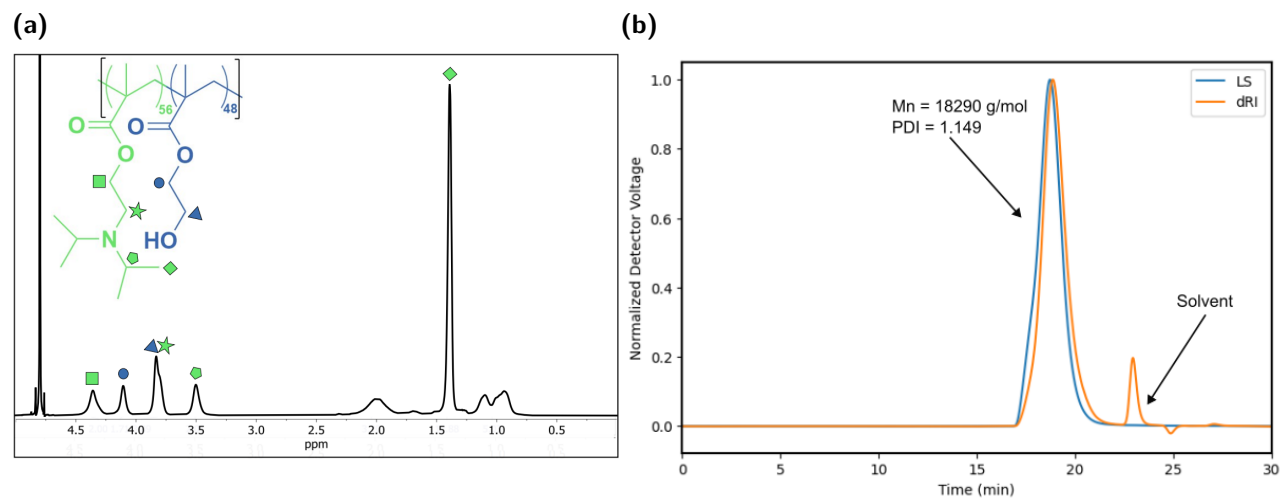 (a)
56
48
O
O
O
O
N
HO
4.5 4.0 3.5 3.0 2.5 2.0 1.5 1.0 0.5
ppm
(b)
LS
dRI
Mn = 18290 g/mol
PDI = 1.149
Solvent
Normalized Detector Voltage
1.0
0.8
0.6
0.4
0.2
0.0
0 5 10 15 20 25 30
Time (min)